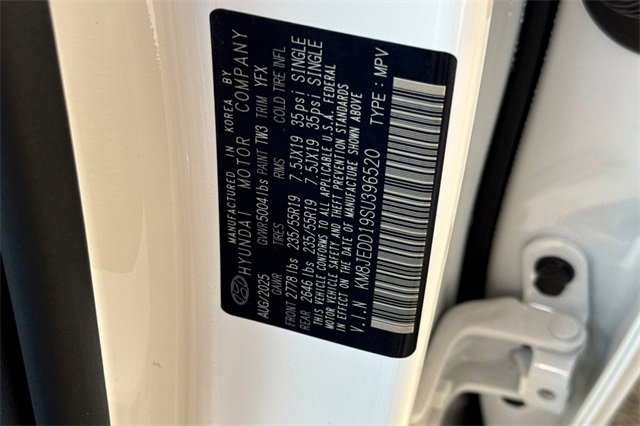 MANUFACTURED IN KOREA BY
HYUNDAI MOTOR COMPANY
AUG/2025 GVWR5004lbs PAINT TW3 TRIM YFX
GAWR TIRES RIMS COLD TIRE INFL
FRONT 2778 lbs 235/55R19 7.5JX19 35psi SINGLE
REAR 2646 lbs 235/55R19 7.5JX19 35psi SINGLE
THIS VEHICLE CONFORMS TO ALL APPLICABLE U.S.A. FEDERAL
MOTOR VEHICLE SAFETY, AND THEFT PREVENTION STANDARDS
IN EFFECT ON THE DATE OF MANUFACTURE SHOWN ABOVE
V.I.N KM8JEDD19SU396520 TYPE: MPV